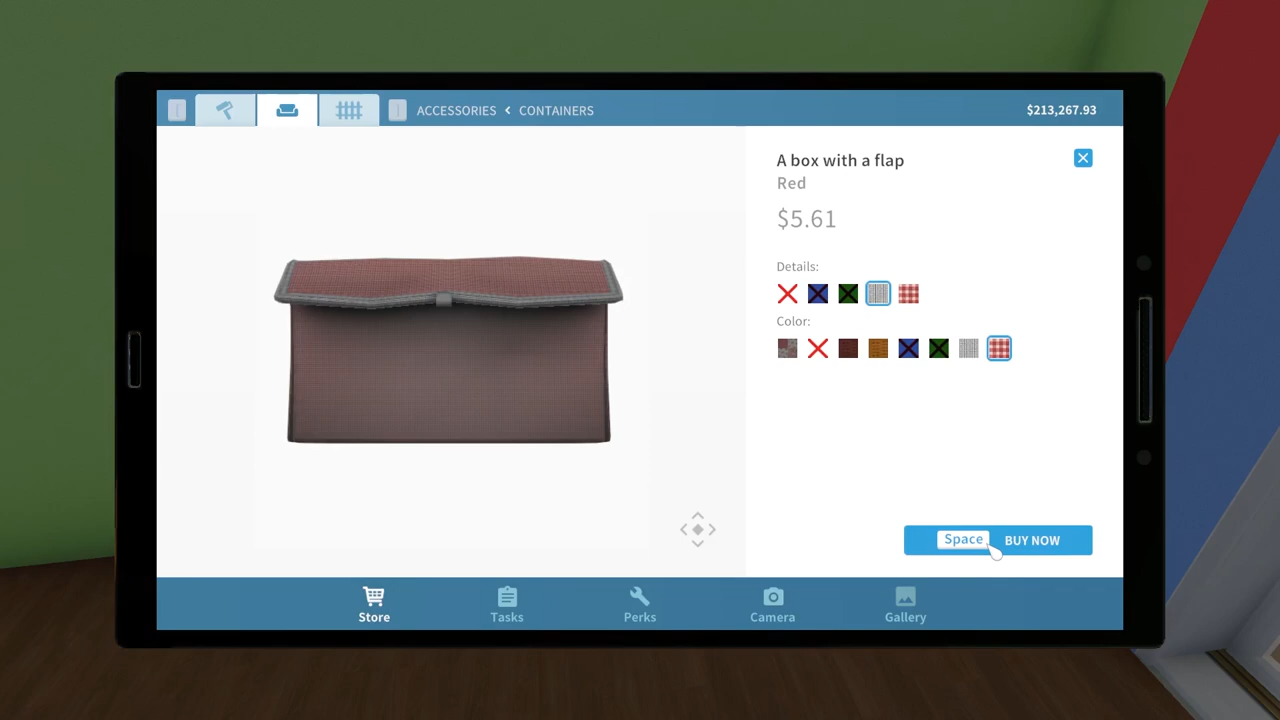 ACCESSORIES < CONTAINERS
$213,267.93
A box with a flap
Red
$5.61
Details:
Color:
Space BUY NOW
Store Tasks Perks Camera Gallery